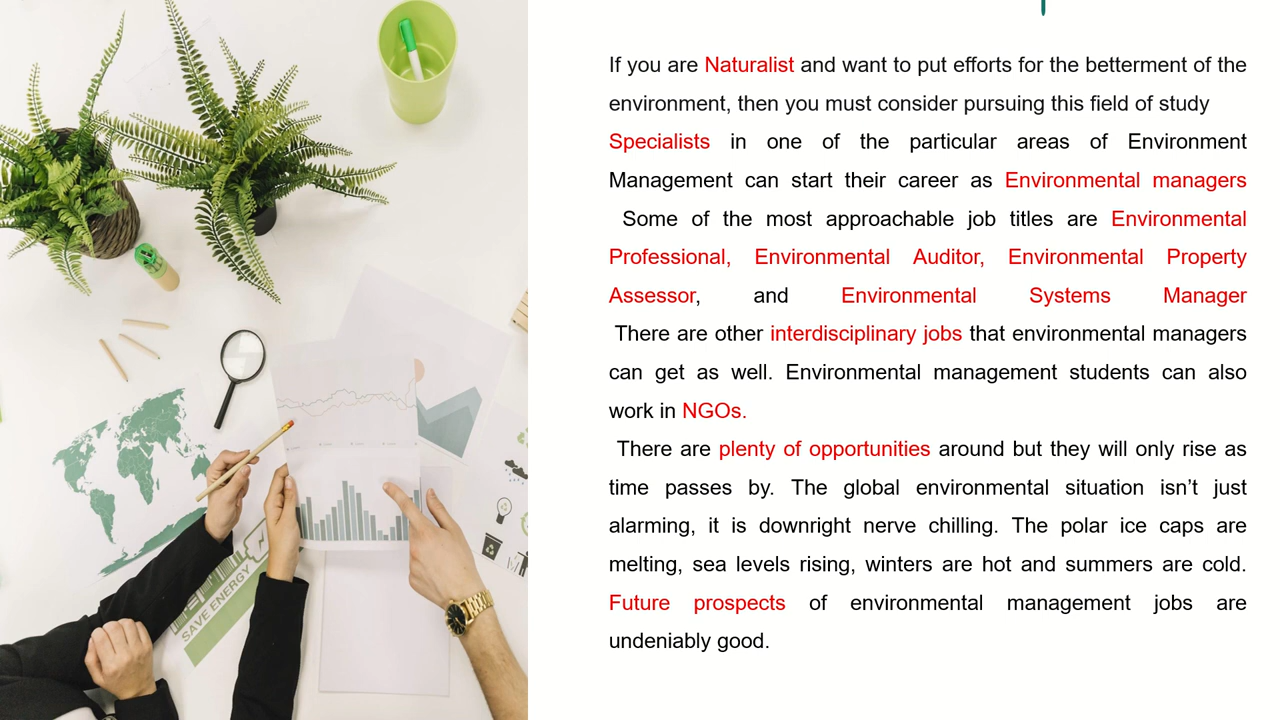 If you are Naturalist and want to put efforts for the betterment of the
environment, then you must consider pursuing this field of study
Specialists in one of the particular areas of Environment
Management can start their career as Environmental managers
Some of the most approachable job titles are Environmental
Professional, Environmental Auditor, Environmental Property
Assessor, and Environmental Systems Manager
There are other interdisciplinary jobs that environmental managers
can get as well. Environmental management students can also
work in NGOs.
There are plenty of opportunities around but they will only rise as
time passes by. The global environmental situation isn’t just
alarming, it is downright nerve chilling. The polar ice caps are
melting, sea levels rising, winters are hot and summers are cold.
Future prospects of environmental management jobs are
undeniably good.
SAVE ENERGY